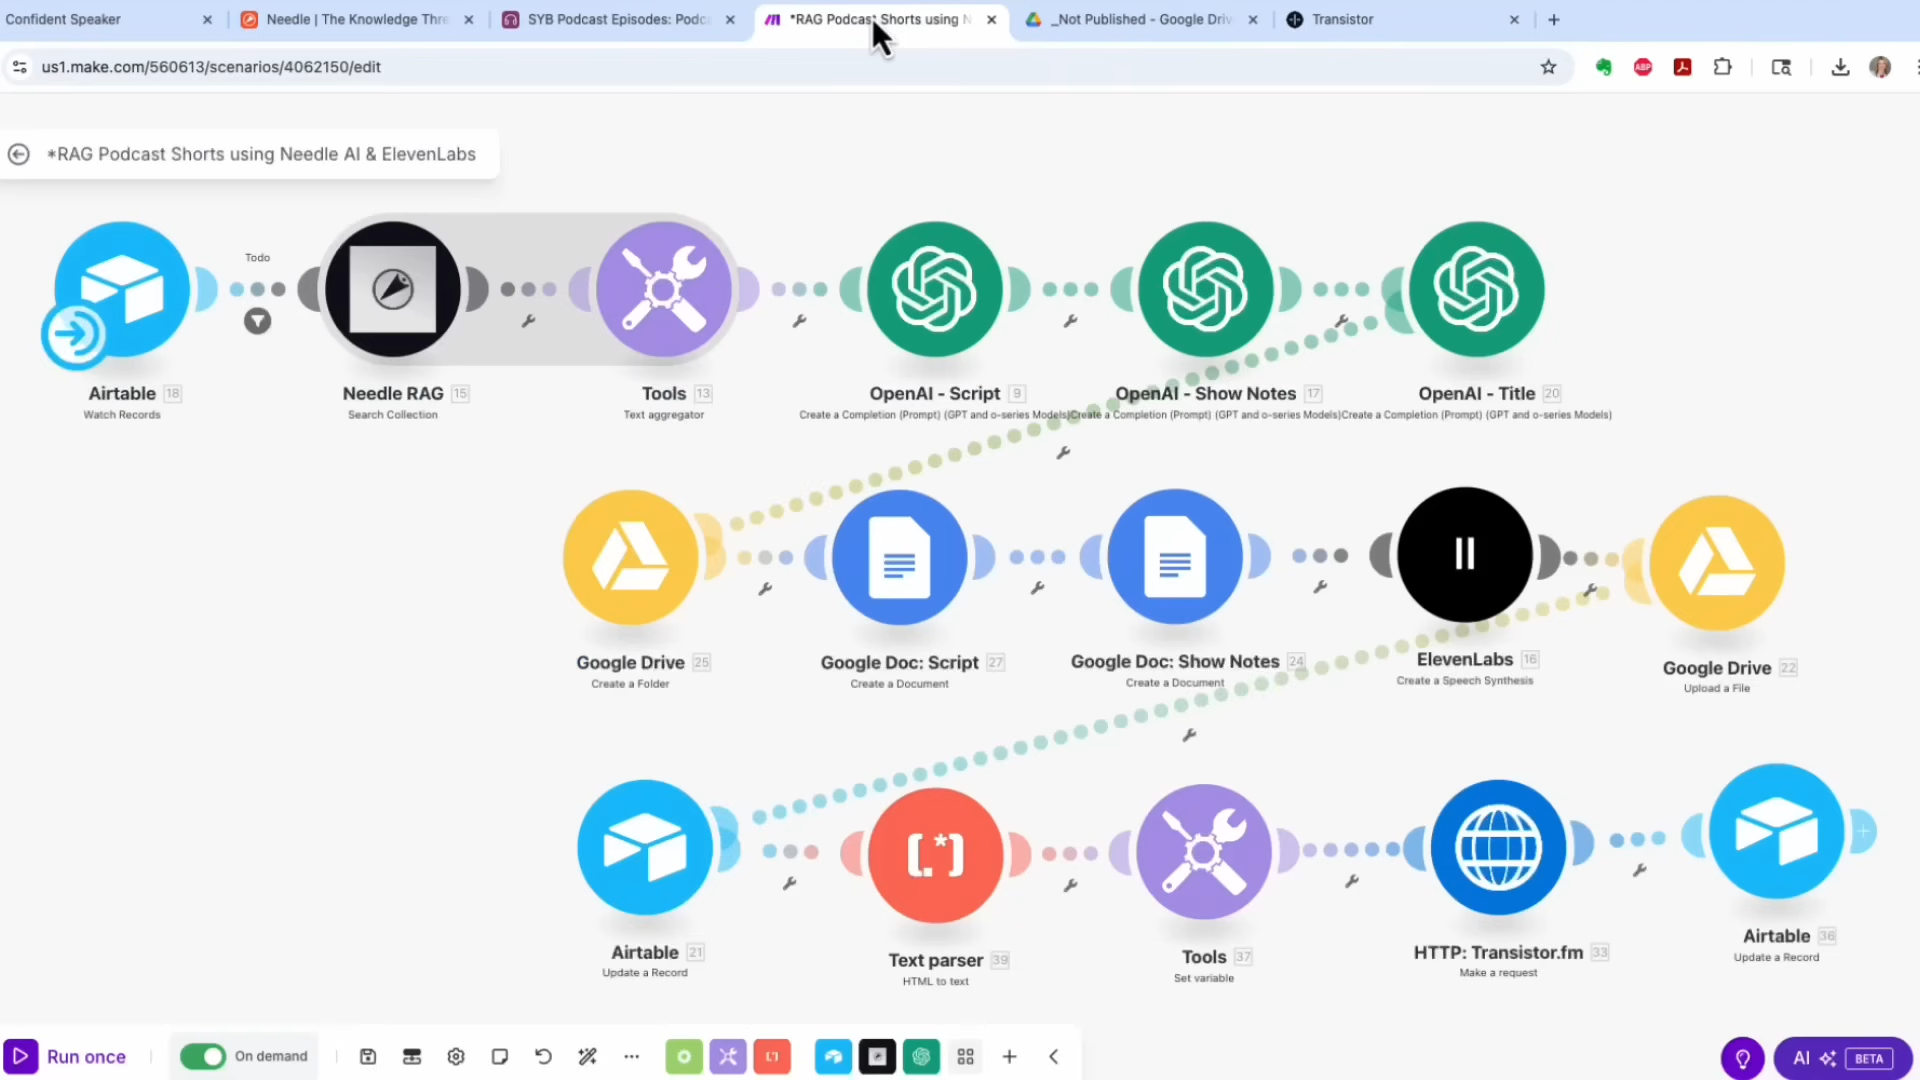 Confident Speaker
Needle | The Knowledge Thre
SYB Podcast Episodes: Podc
*RAG Podcast Shorts using N
_Not Published - Google Driv
Transistor
us1.make.com/560613/scenarios/4062150/edit
ABP
*RAG Podcast Shorts using Needle AI & ElevenLabs
Todo
Airtable 18
Watch Records
Needle RAG 15
Search Collection
Tools 13
Text aggregator
OpenAI - Script 9
Create a Completion (Prompt) (GPT and o-series Models)
OpenAI - Show Notes 17
Create a Completion (Prompt) (GPT and o-series Models)
OpenAI - Title 20
Create a Completion (Prompt) (GPT and o-series Models)
Google Drive 25
Create a Folder
Google Doc: Script 27
Create a Document
Google Doc: Show Notes 24
Create a Document
ElevenLabs 16
Create a Speech Synthesis
Google Drive 22
Upload a File
Airtable 21
Update a Record
Text parser 39
HTML to text
Tools 37
Set variable
HTTP: Transistor.fm 33
Make a request
Airtable 36
Update a Record
Run once
On demand
AI BETA